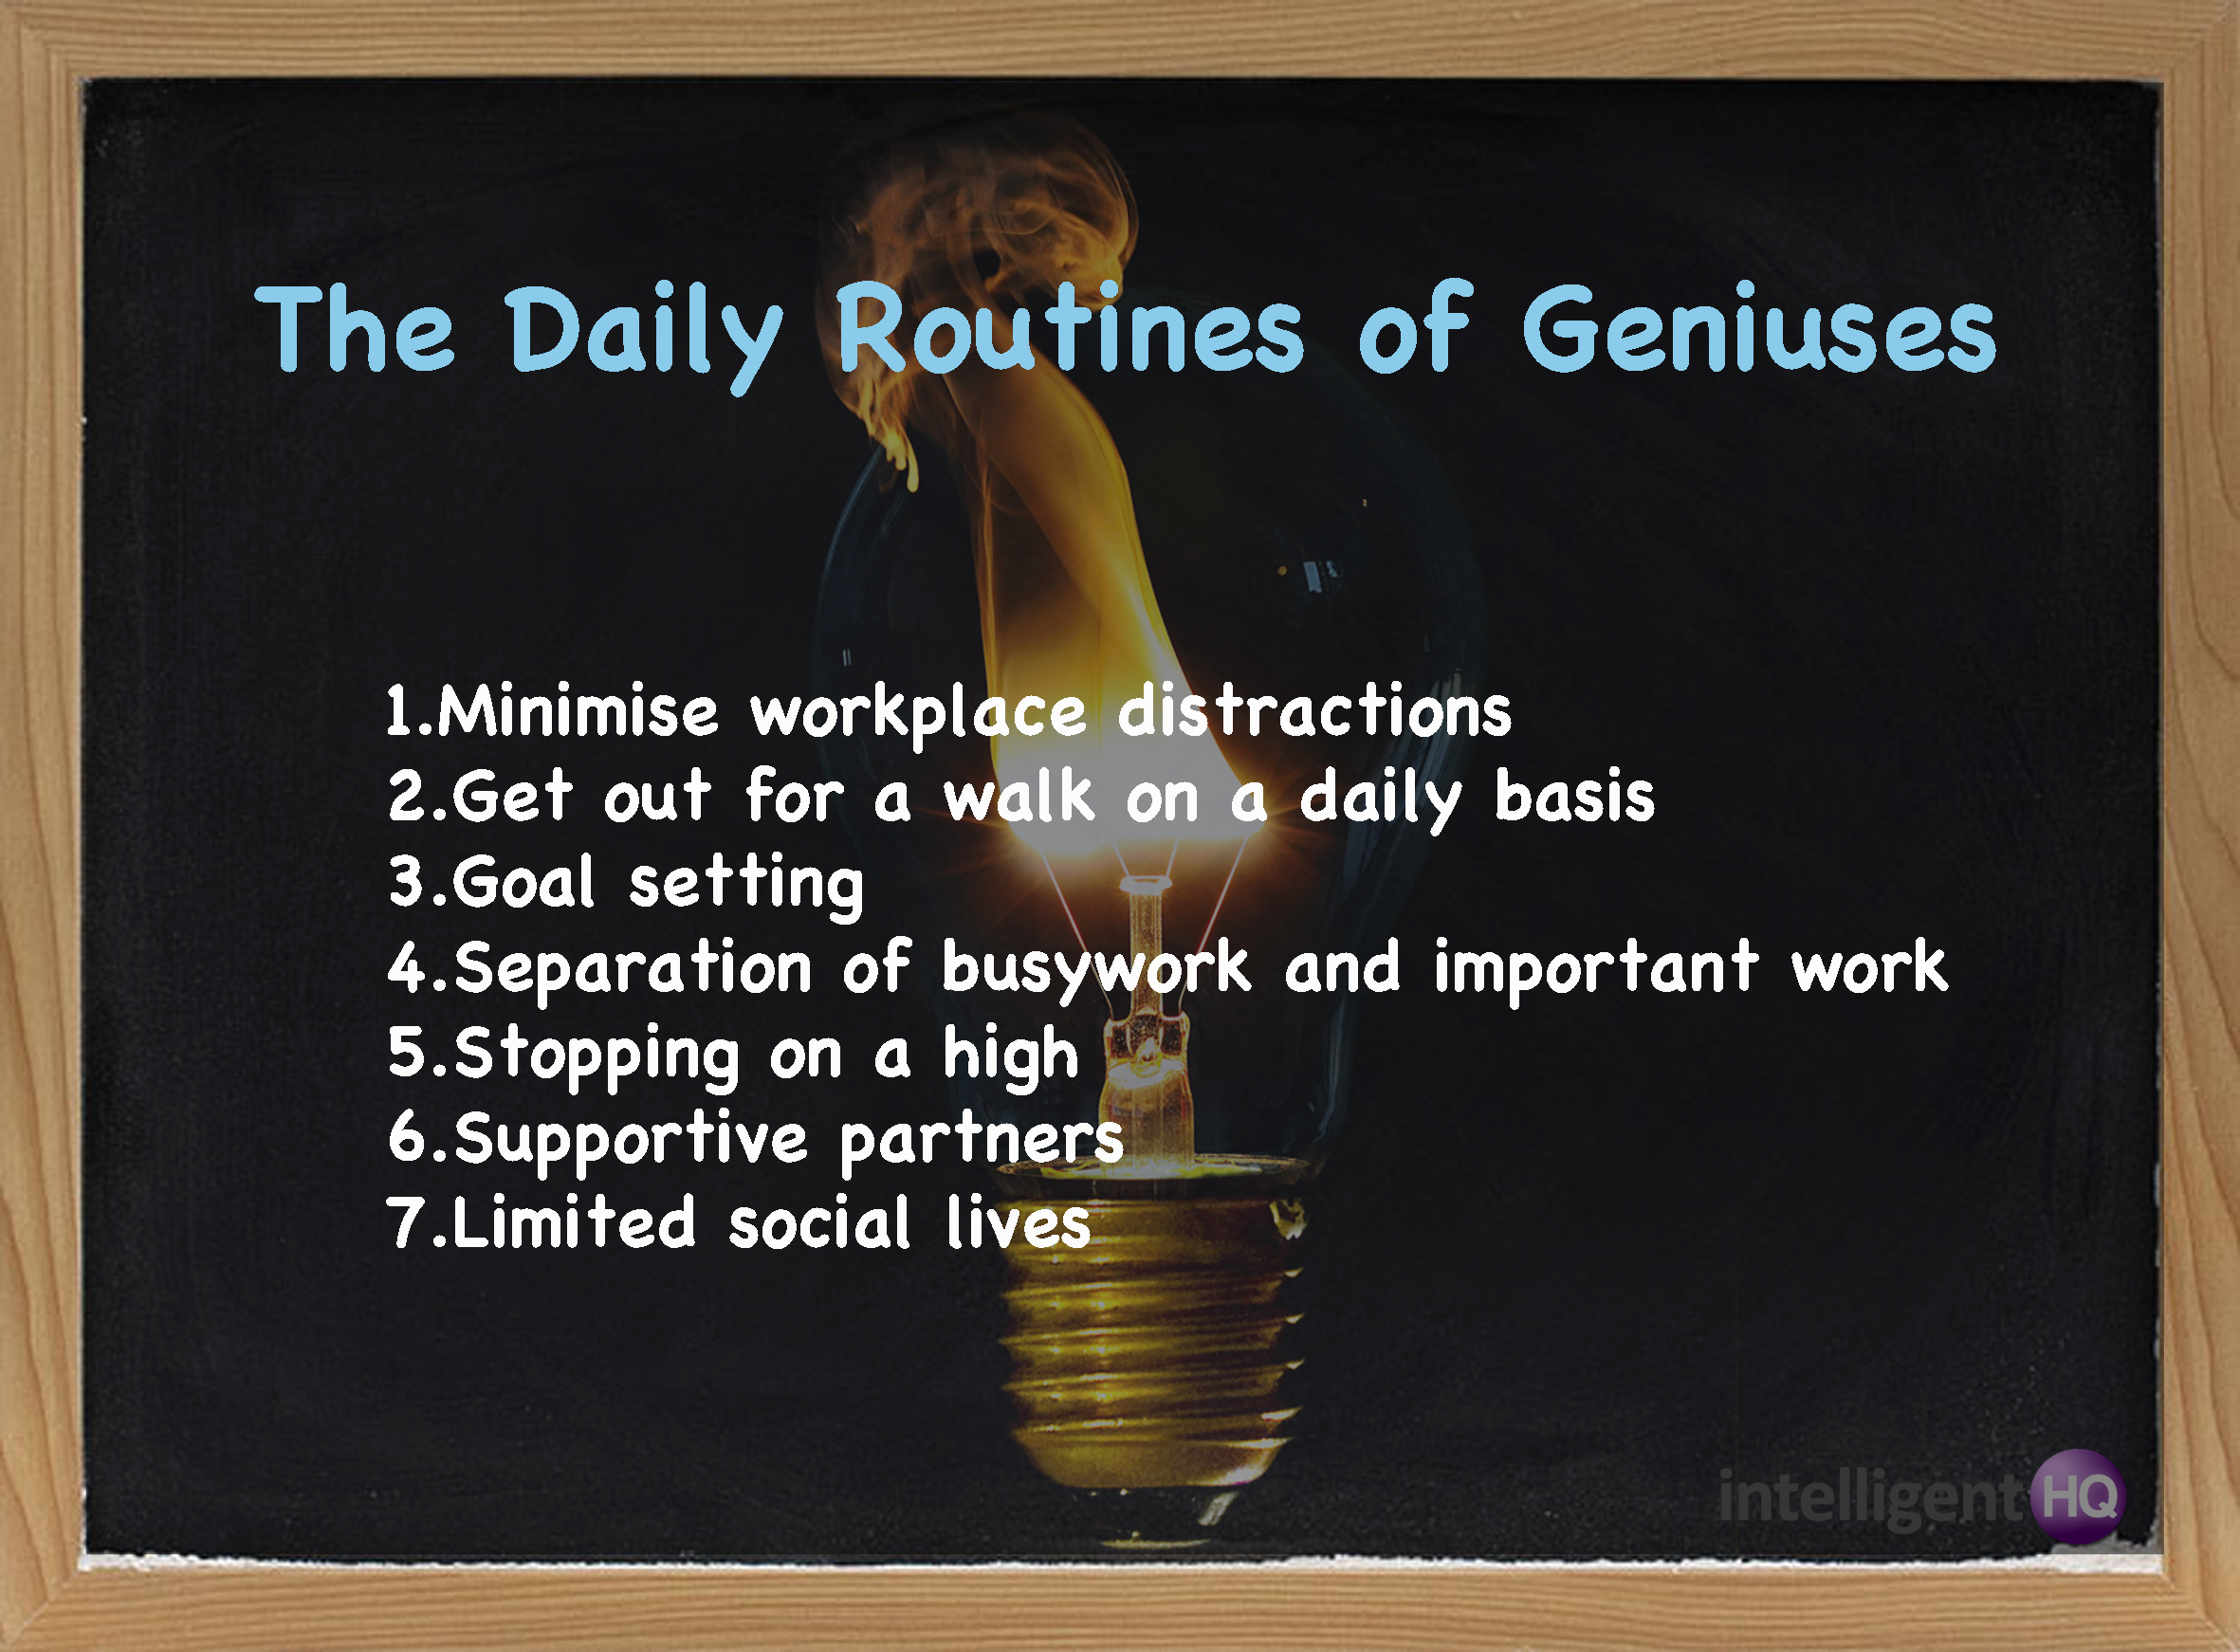 The Daily Routines of Geniuses
1.Minimise workplace distractions
2.Get out for a walk on a daily basis
3.Goal setting
4.Separation of busywork and important work
5.Stopping on a high
6.Supportive partners
7.Limited social lives
intelligent HQ